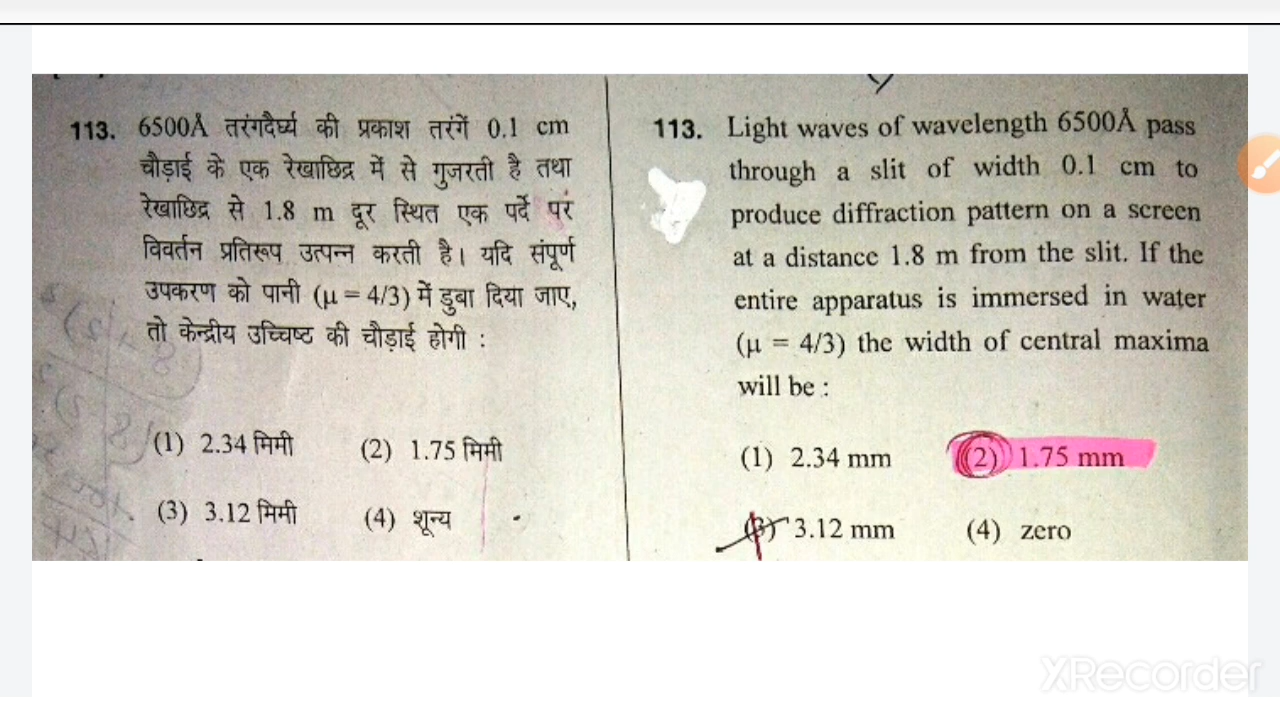 113. 6500Å तरंगदैर्घ्य की प्रकाश तरंगें 0.1 cm
चौड़ाई के एक रेखाछिद्र में से गुजरती है तथा
रेखाछिद्र से 1.8 m दूर स्थित एक पर्दे पर
विवर्तन प्रतिरूप उत्पन्न करती है। यदि संपूर्ण
उपकरण को पानी (μ = 4/3) में डुबा दिया जाए,
तो केन्द्रीय उच्चिष्ट की चौड़ाई होगी :
(1) 2.34 मिमी (2) 1.75 मिमी
(3) 3.12 मिमी (4) शून्य
113. Light waves of wavelength 6500Å pass
through a slit of width 0.1 cm to
produce diffraction pattern on a screen
at a distance 1.8 m from the slit. If the
entire apparatus is immersed in water
(μ = 4/3) the width of central maxima
will be :
(1) 2.34 mm (2) 1.75 mm
(3) 3.12 mm (4) zero
XRecorder